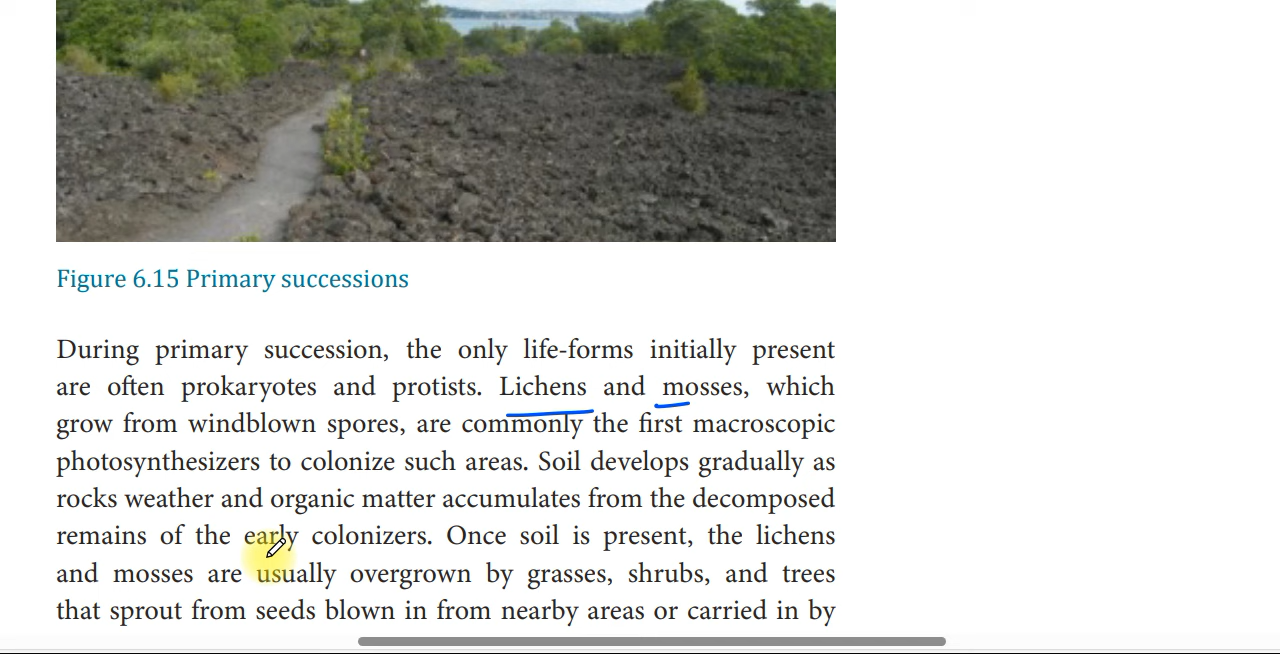 Figure 6.15 Primary successions
During primary succession, the only life-forms initially present
are often prokaryotes and protists. Lichens and mosses, which
grow from windblown spores, are commonly the first macroscopic
photosynthesizers to colonize such areas. Soil develops gradually as
rocks weather and organic matter accumulates from the decomposed
remains of the early colonizers. Once soil is present, the lichens
and mosses are usually overgrown by grasses, shrubs, and trees
that sprout from seeds blown in from nearby areas or carried in by